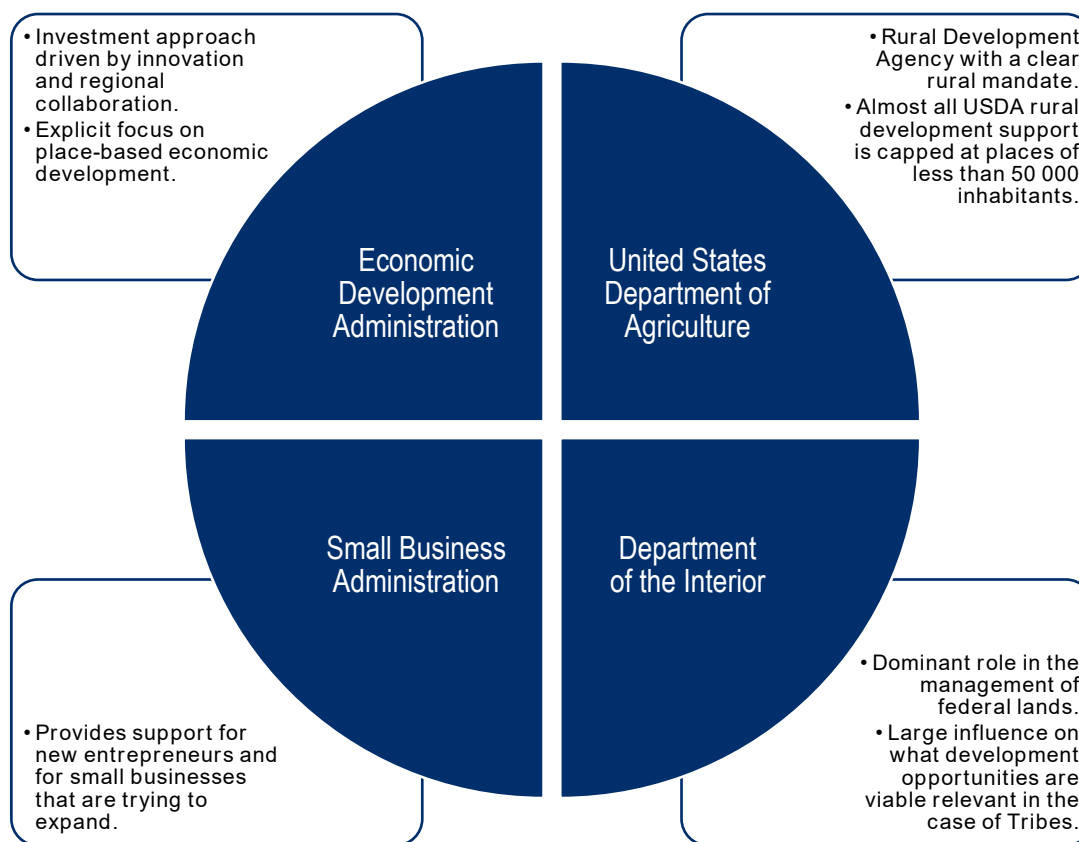 • Investment approach
driven by innovation
and regional
collaboration.
• Explicit focus on
place-based economic
development.
• Rural Development
Agency with a clear
rural mandate.
• Almost all USDA rural
development support
is capped at places of
less than 50 000
inhabitants.
Economic
Development
Administration
United States
Department of
Agriculture
Small Business
Administration
Department
of the Interior
• Provides support for
new entrepreneurs and
for small businesses
that are trying to
expand.
• Dominant role in the
management of
federal lands.
• Large influence on
what development
opportunities are
viable relevant in the
case of Tribes.